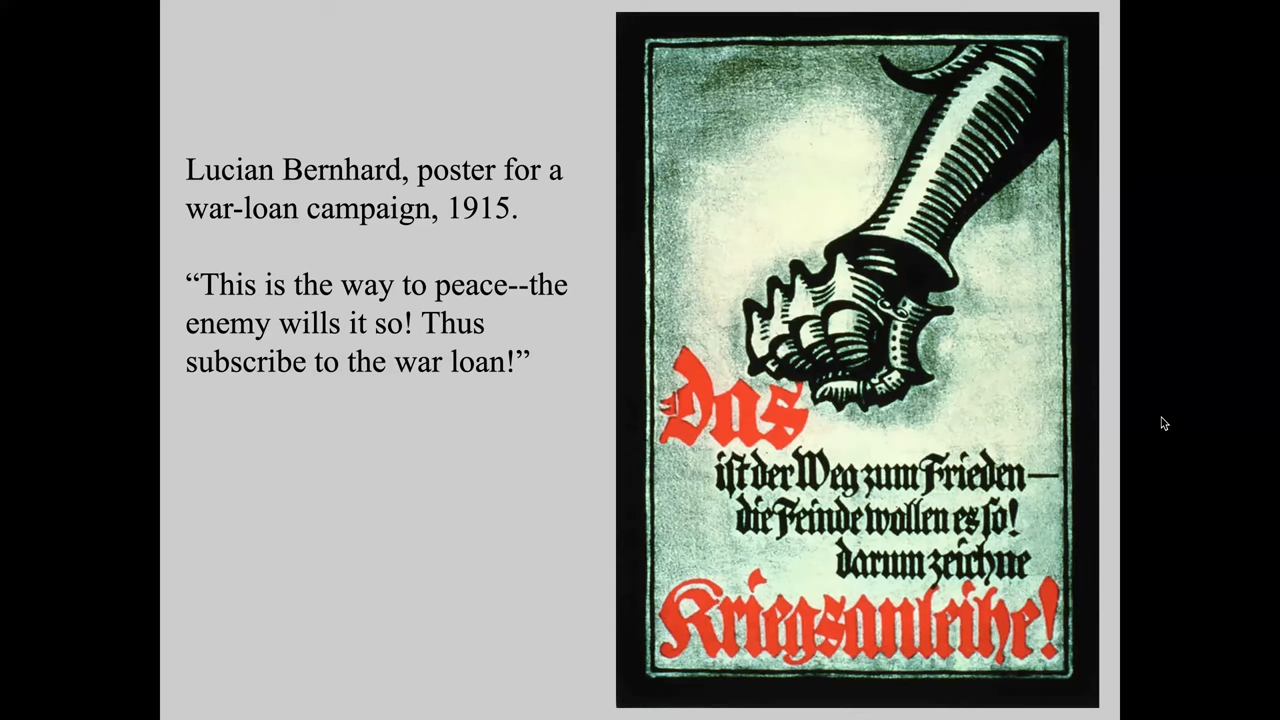 Lucian Bernhard, poster for a
war-loan campaign, 1915.
“This is the way to peace--the
enemy wills it so! Thus
subscribe to the war loan!”
Das
ist der Weg zum Frieden—
die Feinde wollen es so!
darum zeichne
Kriegsanleihe!